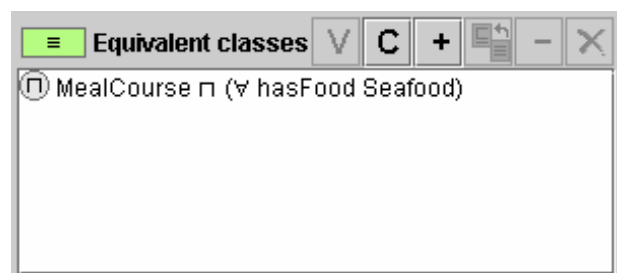 ≡ Equivalent classes V C + − ×
⊓ MealCourse ⊓ (∀ hasFood Seafood)